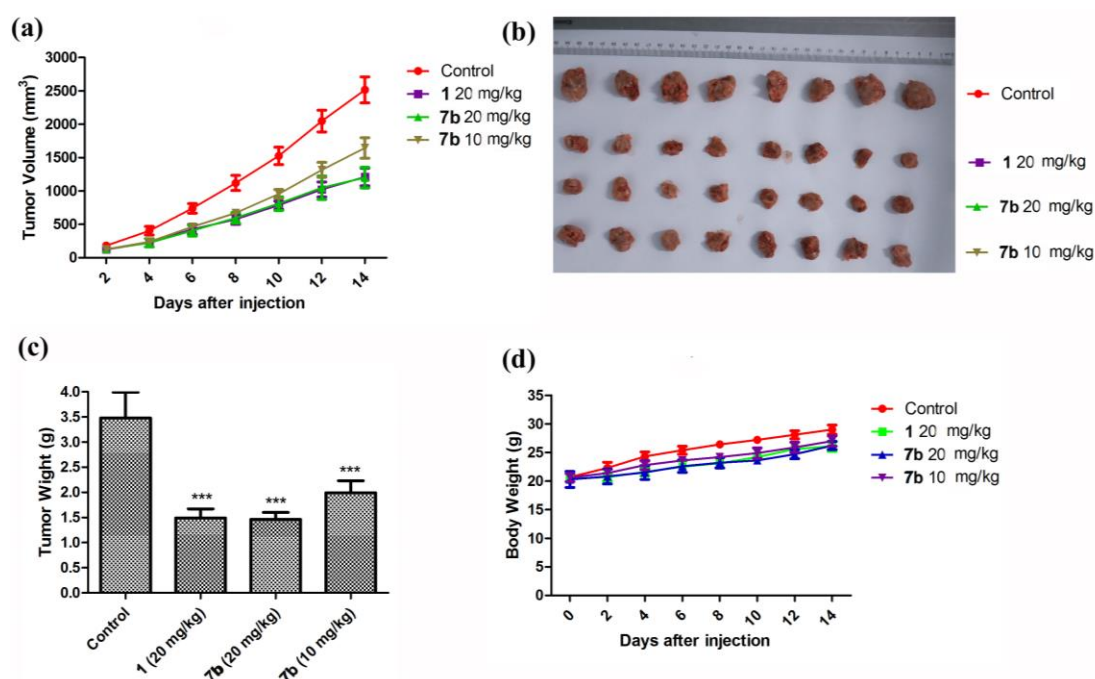 (a)
Tumor Volume (mm³)
3000
2500
2000
1500
1000
500
0
2 4 6 8 10 12 14
Days after injection
Control
1 20 mg/kg
7b 20 mg/kg
7b 10 mg/kg
(b)
Control
1 20 mg/kg
7b 20 mg/kg
7b 10 mg/kg
(c)
Tumor Wight (g)
4.0
3.5
3.0
2.5
2.0
1.5
1.0
0.5
0.0
***
***
***
Control
1 (20 mg/kg)
7b (20 mg/kg)
7b (10 mg/kg)
(d)
Body Weight (g)
35
30
25
20
15
10
5
0
0 2 4 6 8 10 12 14
Days after injection
Control
1 20 mg/kg
7b 20 mg/kg
7b 10 mg/kg